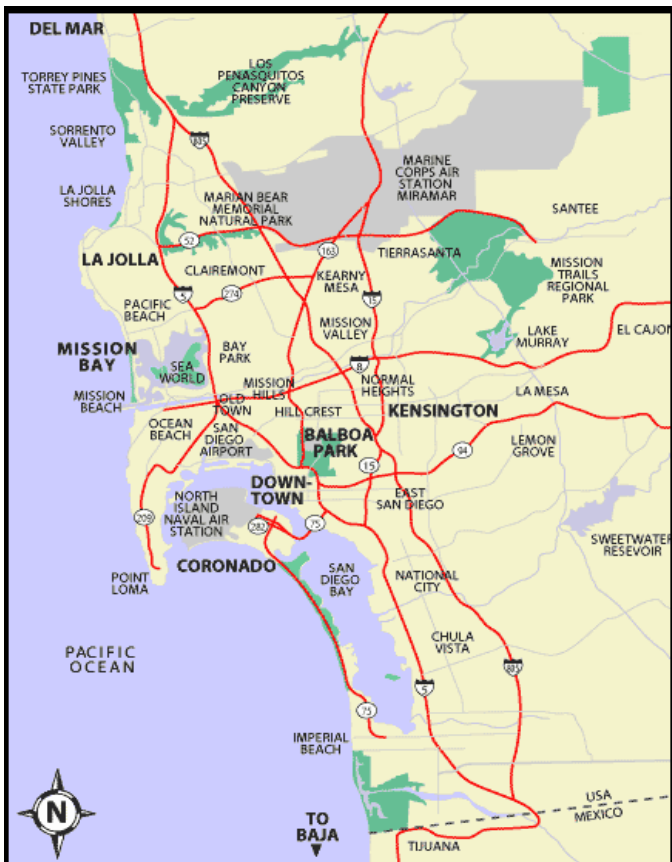 DEL MAR
TORREY PINES
STATE PARK
LOS
PENASQUITOS
CANYON
PRESERVE
SORRENTO
VALLEY
805
MARINE
CORPS AIR
STATION
MIRAMAR
LA JOLLA
SHORES
MARIAN BEAR
MEMORIAL
NATURAL PARK
SANTEE
52
163
TIERRASANTA
LA JOLLA
CLAIREMONT
KEARNY
MESA
MISSION
TRAILS
REGIONAL
PARK
5
274
15
PACIFIC
BEACH
MISSION
VALLEY
LAKE
MURRAY
EL CAJON
MISSION
BAY
BAY
PARK
SEA
WORLD
8
MISSION
HILLS
NORMAL
HEIGHTS
LA MESA
MISSION
BEACH
OLD
TOWN
HILL CREST
KENSINGTON
OCEAN
BEACH
SAN
DIEGO
AIRPORT
BALBOA
PARK
94
LEMON
GROVE
15
DOWN-
TOWN
EAST
SAN DIEGO
NORTH
ISLAND
NAVAL AIR
STATION
209
282
75
SWEETWATER
RESEVOIR
CORONADO
POINT
LOMA
SAN
DIEGO
BAY
NATIONAL
CITY
PACIFIC
OCEAN
CHULA
VISTA
805
5
75
IMPERIAL
BEACH
N
TO
BAJA
USA
MEXICO
TIJUANA